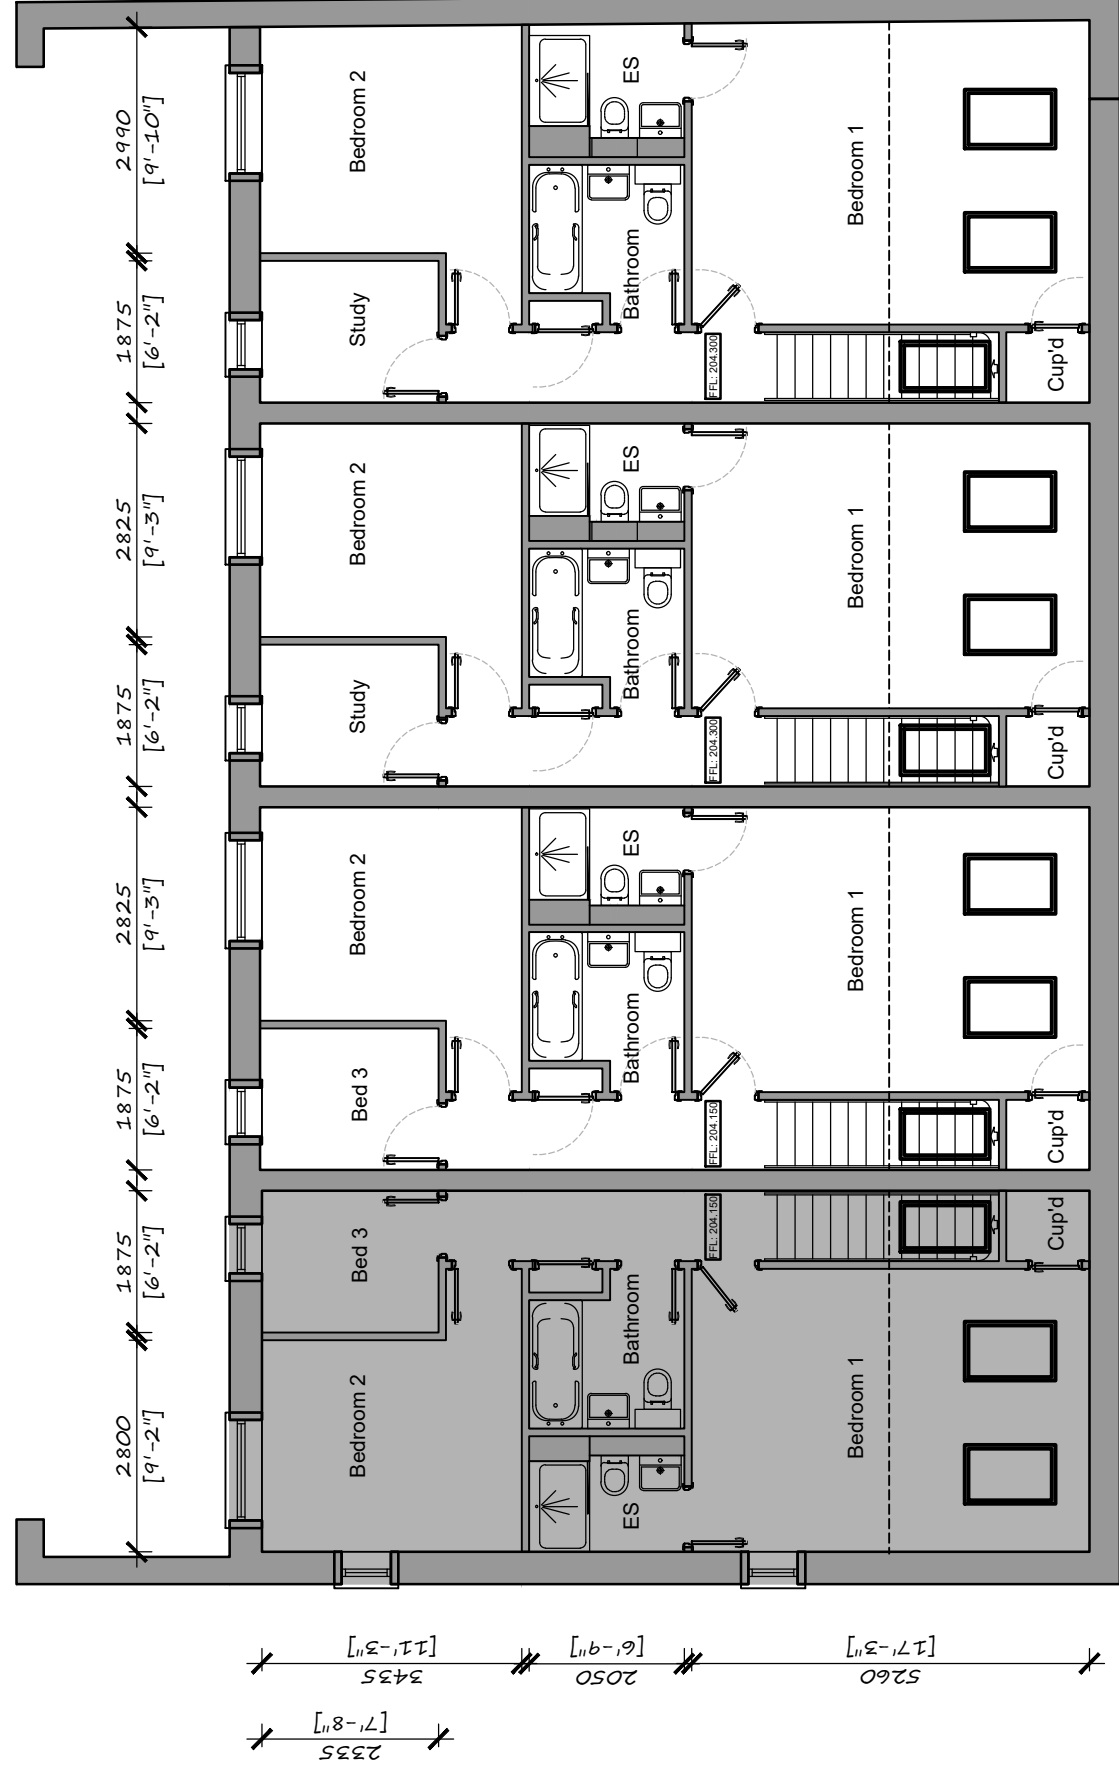 2990
[9'-10"]
1875
[6'-2"]
2825
[9'-3"]
1875
[6'-2"]
2825
[9'-3"]
1875
[6'-2"]
1875
[6'-2"]
2800
[9'-2"]
Bedroom 2
Study
Bedroom 2
Study
Bedroom 2
Bed 3
Bed 3
Bedroom 2
ES
Bathroom
ES
Bathroom
ES
Bathroom
Bathroom
ES
FFL: 204.300
FFL: 204.300
FFL: 204.150
FFL: 204.150
Bedroom 1
Bedroom 1
Bedroom 1
Bedroom 1
Cup'd
Cup'd
Cup'd
Cup'd
3435
[11'-3"]
2050
[6'-9"]
5260
[17'-3"]
2335
[7'-8"]